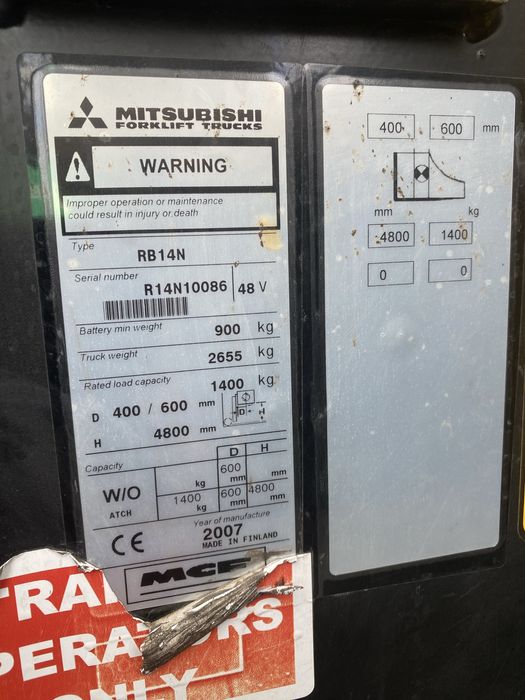 MITSUBISHI
FORKLIFT TRUCKS
WARNING
Improper operation or maintenance
could result in injury or death
Type
RB14N
Serial number
R14N10086 48 V
Battery min weight
900 kg
Truck weight
2655 kg
Rated load capacity
1400 kg
D 400 / 600 mm
D H
H 4800 mm
Capacity D H
W/O
ATCH
kg 600 mm mm
1400 kg 600 mm 4800 mm
Year of manufacture
2007
CE MADE IN FINLAND
MCF
400 600 mm
mm kg
4800 1400
0 0
OPERATORS
ONLY